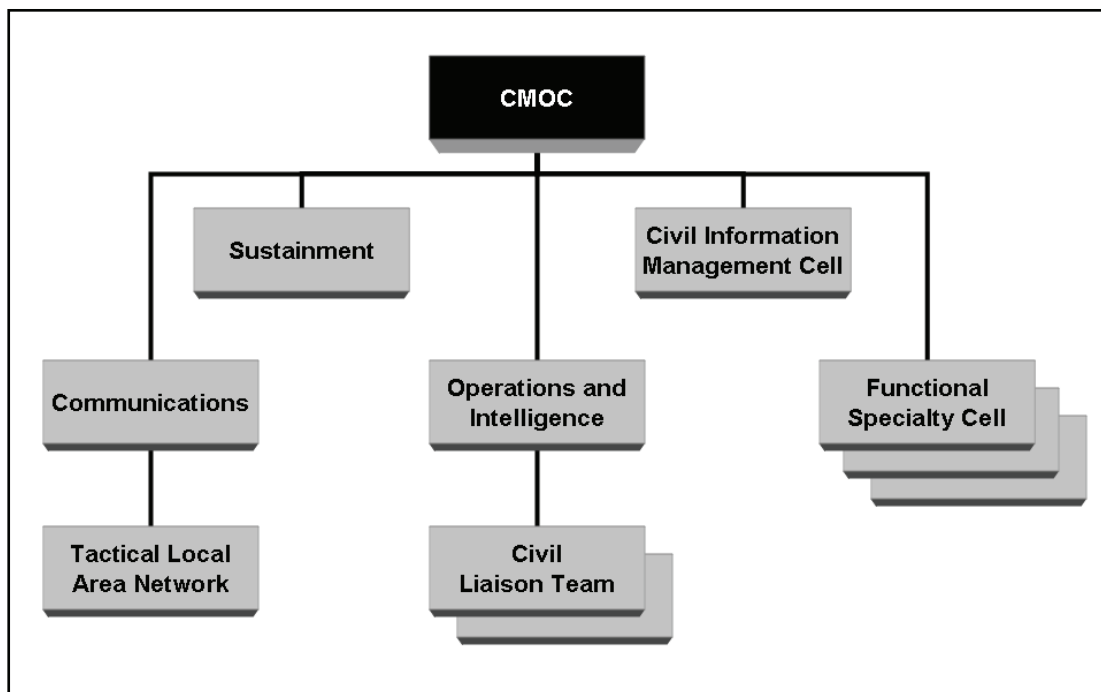 CMOC
Sustainment
Civil Information
Management Cell
Communications
Operations and
Intelligence
Functional
Specialty Cell
Tactical Local
Area Network
Civil
Liaison Team